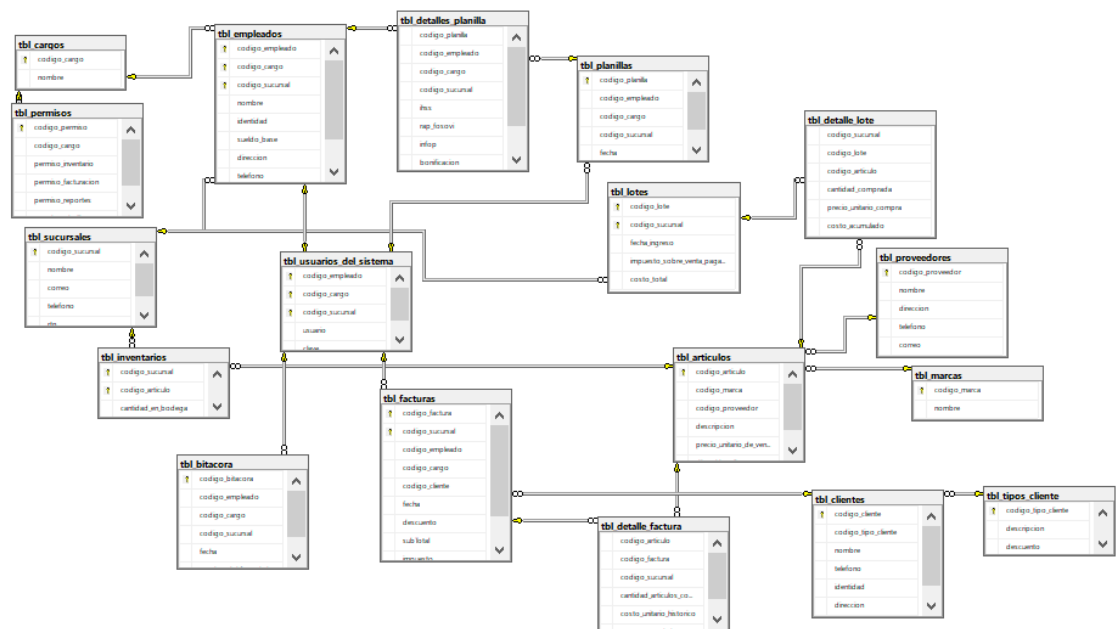 tbl_cargos
codigo_cargo
nombre
tbl_permisos
codigo_permiso
codigo_cargo
permiso_inventario
permiso_facturacion
permiso_reportes
tbl_empleados
codigo_empleado
codigo_cargo
codigo_sucursal
nombre
identidad
sueldo_base
direccion
telefono
tbl_detalles_planilla
codigo_planilla
codigo_empleado
codigo_cargo
codigo_sucursal
ihss
rap_fosovi
infop
bonificacion
tbl_planillas
codigo_planilla
codigo_empleado
codigo_cargo
codigo_sucursal
fecha
tbl_detalle_lote
codigo_sucursal
codigo_lote
codigo_articulo
cantidad_comprada
precio_unitario_compra
costo_acumulado
tbl_lotes
codigo_lote
codigo_sucursal
fecha_ingreso
impuesto_sobre_venta_paga...
costo_total
tbl_sucursales
codigo_sucursal
nombre
correo
telefono
tbl_usuarios_del_sistema
codigo_empleado
codigo_cargo
codigo_sucursal
usuario
tbl_proveedores
codigo_proveedor
nombre
direccion
telefono
correo
tbl_inventarios
codigo_sucursal
codigo_articulo
cantidad_en_bodega
tbl_articulos
codigo_articulo
codigo_marca
codigo_proveedor
descripcion
precio_unitario_de_ven...
tbl_marcas
codigo_marca
nombre
tbl_facturas
codigo_factura
codigo_sucursal
codigo_empleado
codigo_cargo
codigo_cliente
fecha
descuento
subTotal
impuesto
tbl_bitacora
codigo_bitacora
codigo_empleado
codigo_cargo
codigo_sucursal
fecha
tbl_detalle_factura
codigo_articulo
codigo_factura
codigo_sucursal
cantidad_articulos_co...
costo_unitario_historico
tbl_clientes
codigo_cliente
codigo_tipo_cliente
nombre
telefono
identidad
direccion
tbl_tipos_cliente
codigo_tipo_cliente
descripcion
descuento